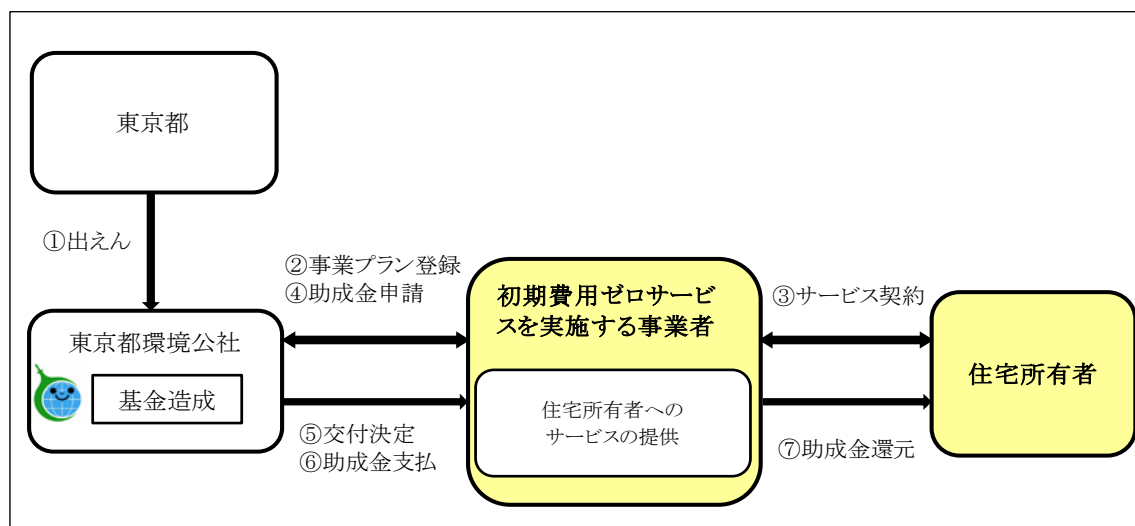 東京都
①出えん
②事業プラン登録
④助成金申請
東京都環境公社
基金造成
⑤交付決定
⑥助成金支払
初期費用ゼロサービ
スを実施する事業者
住宅所有者への
サービスの提供
③サービス契約
⑦助成金還元
住宅所有者